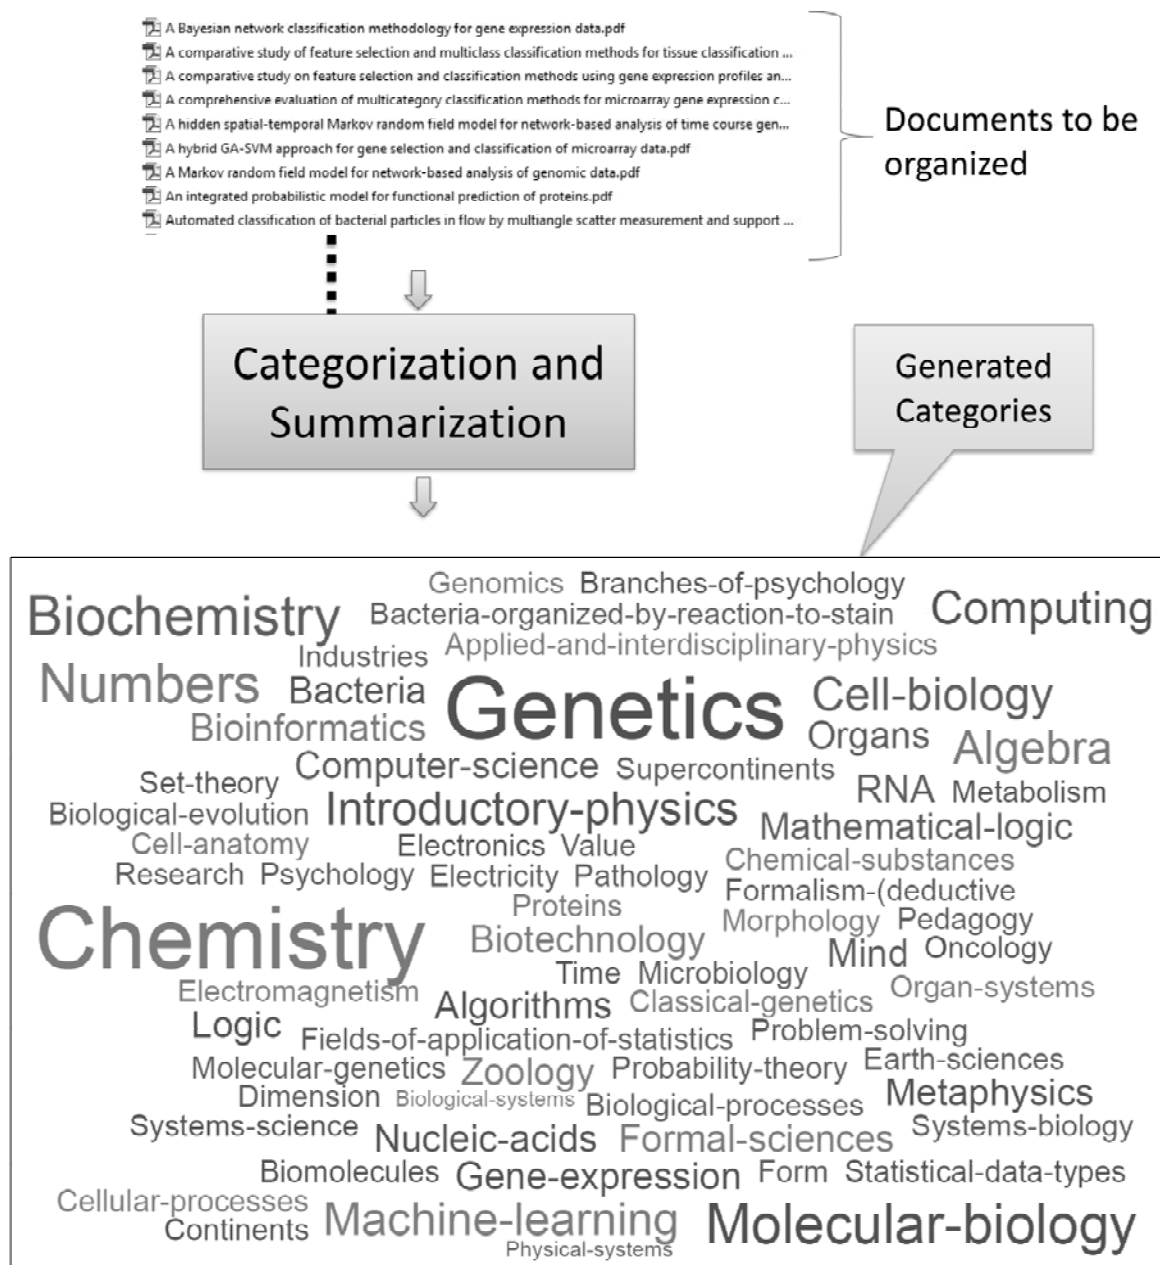 A Bayesian network classification methodology for gene expression data.pdf
A comparative study of feature selection and multiclass classification methods for tissue classification ...
A comparative study on feature selection and classification methods using gene expression profiles an...
A comprehensive evaluation of multicategory classification methods for microarray gene expression c...
A hidden spatial-temporal Markov random field model for network-based analysis of time course gen...
A hybrid GA-SVM approach for gene selection and classification of microarray data.pdf
A Markov random field model for network-based analysis of genomic data.pdf
An integrated probabilistic model for functional prediction of proteins.pdf
Automated classification of bacterial particles in flow by multiangle scatter measurement and support ...
Documents to be
organized
Categorization and
Summarization
Generated
Categories
Genomics Branches-of-psychology
Biochemistry Bacteria-organized-by-reaction-to-stain Computing
Industries Applied-and-interdisciplinary-physics
Numbers Bacteria Genetics Cell-biology
Bioinformatics Organs Algebra
Computer-science Supercontinents
Set-theory RNA Metabolism
Biological-evolution Introductory-physics Mathematical-logic
Cell-anatomy Electronics Value Chemical-substances
Research Psychology Electricity Pathology Formalism-(deductive
Proteins Morphology Pedagogy
Chemistry Biotechnology Mind Oncology
Time Microbiology
Electromagnetism Algorithms Classical-genetics Organ-systems
Logic Fields-of-application-of-statistics Problem-solving
Molecular-genetics Zoology Probability-theory Earth-sciences
Dimension Biological-systems Biological-processes Metaphysics
Systems-science Nucleic-acids Formal-sciences Systems-biology
Biomolecules Gene-expression Form Statistical-data-types
Cellular-processes
Continents Machine-learning Molecular-biology
Physical-systems